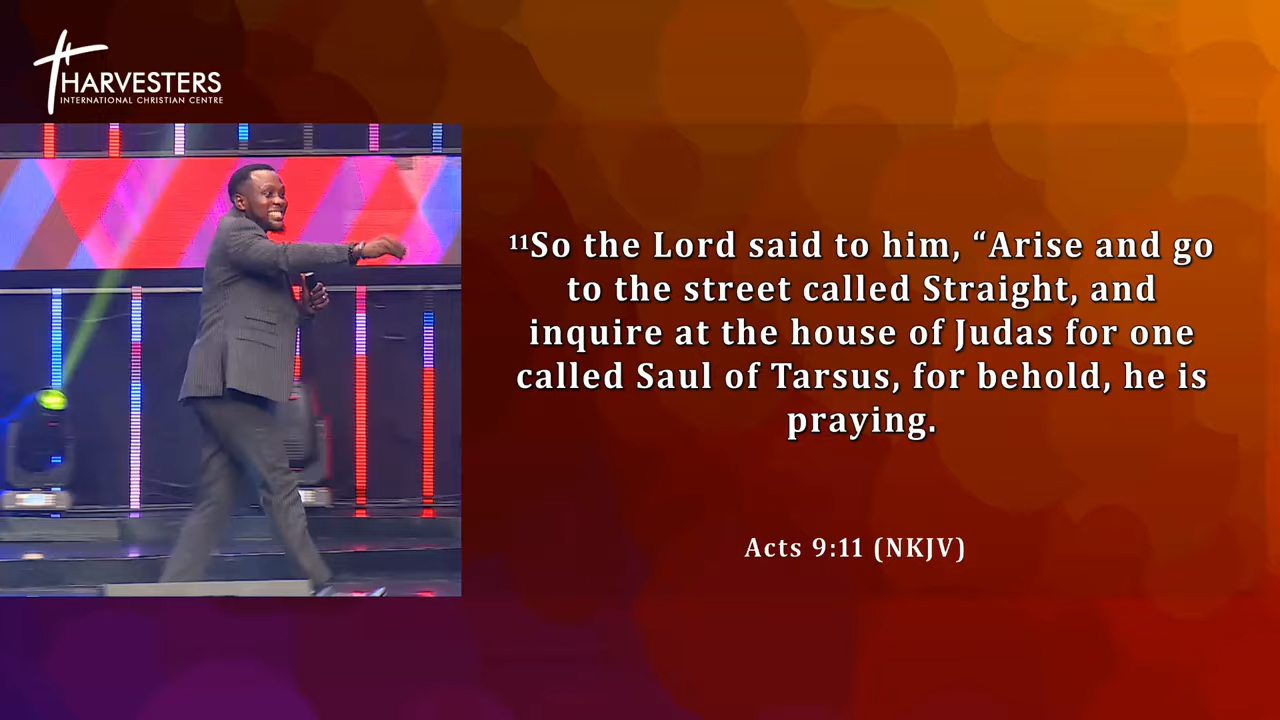 HARVESTERS
INTERNATIONAL CHRISTIAN CENTRE
¹¹So the Lord said to him, “Arise and go
to the street called Straight, and
inquire at the house of Judas for one
called Saul of Tarsus, for behold, he is
praying.
Acts 9:11 (NKJV)